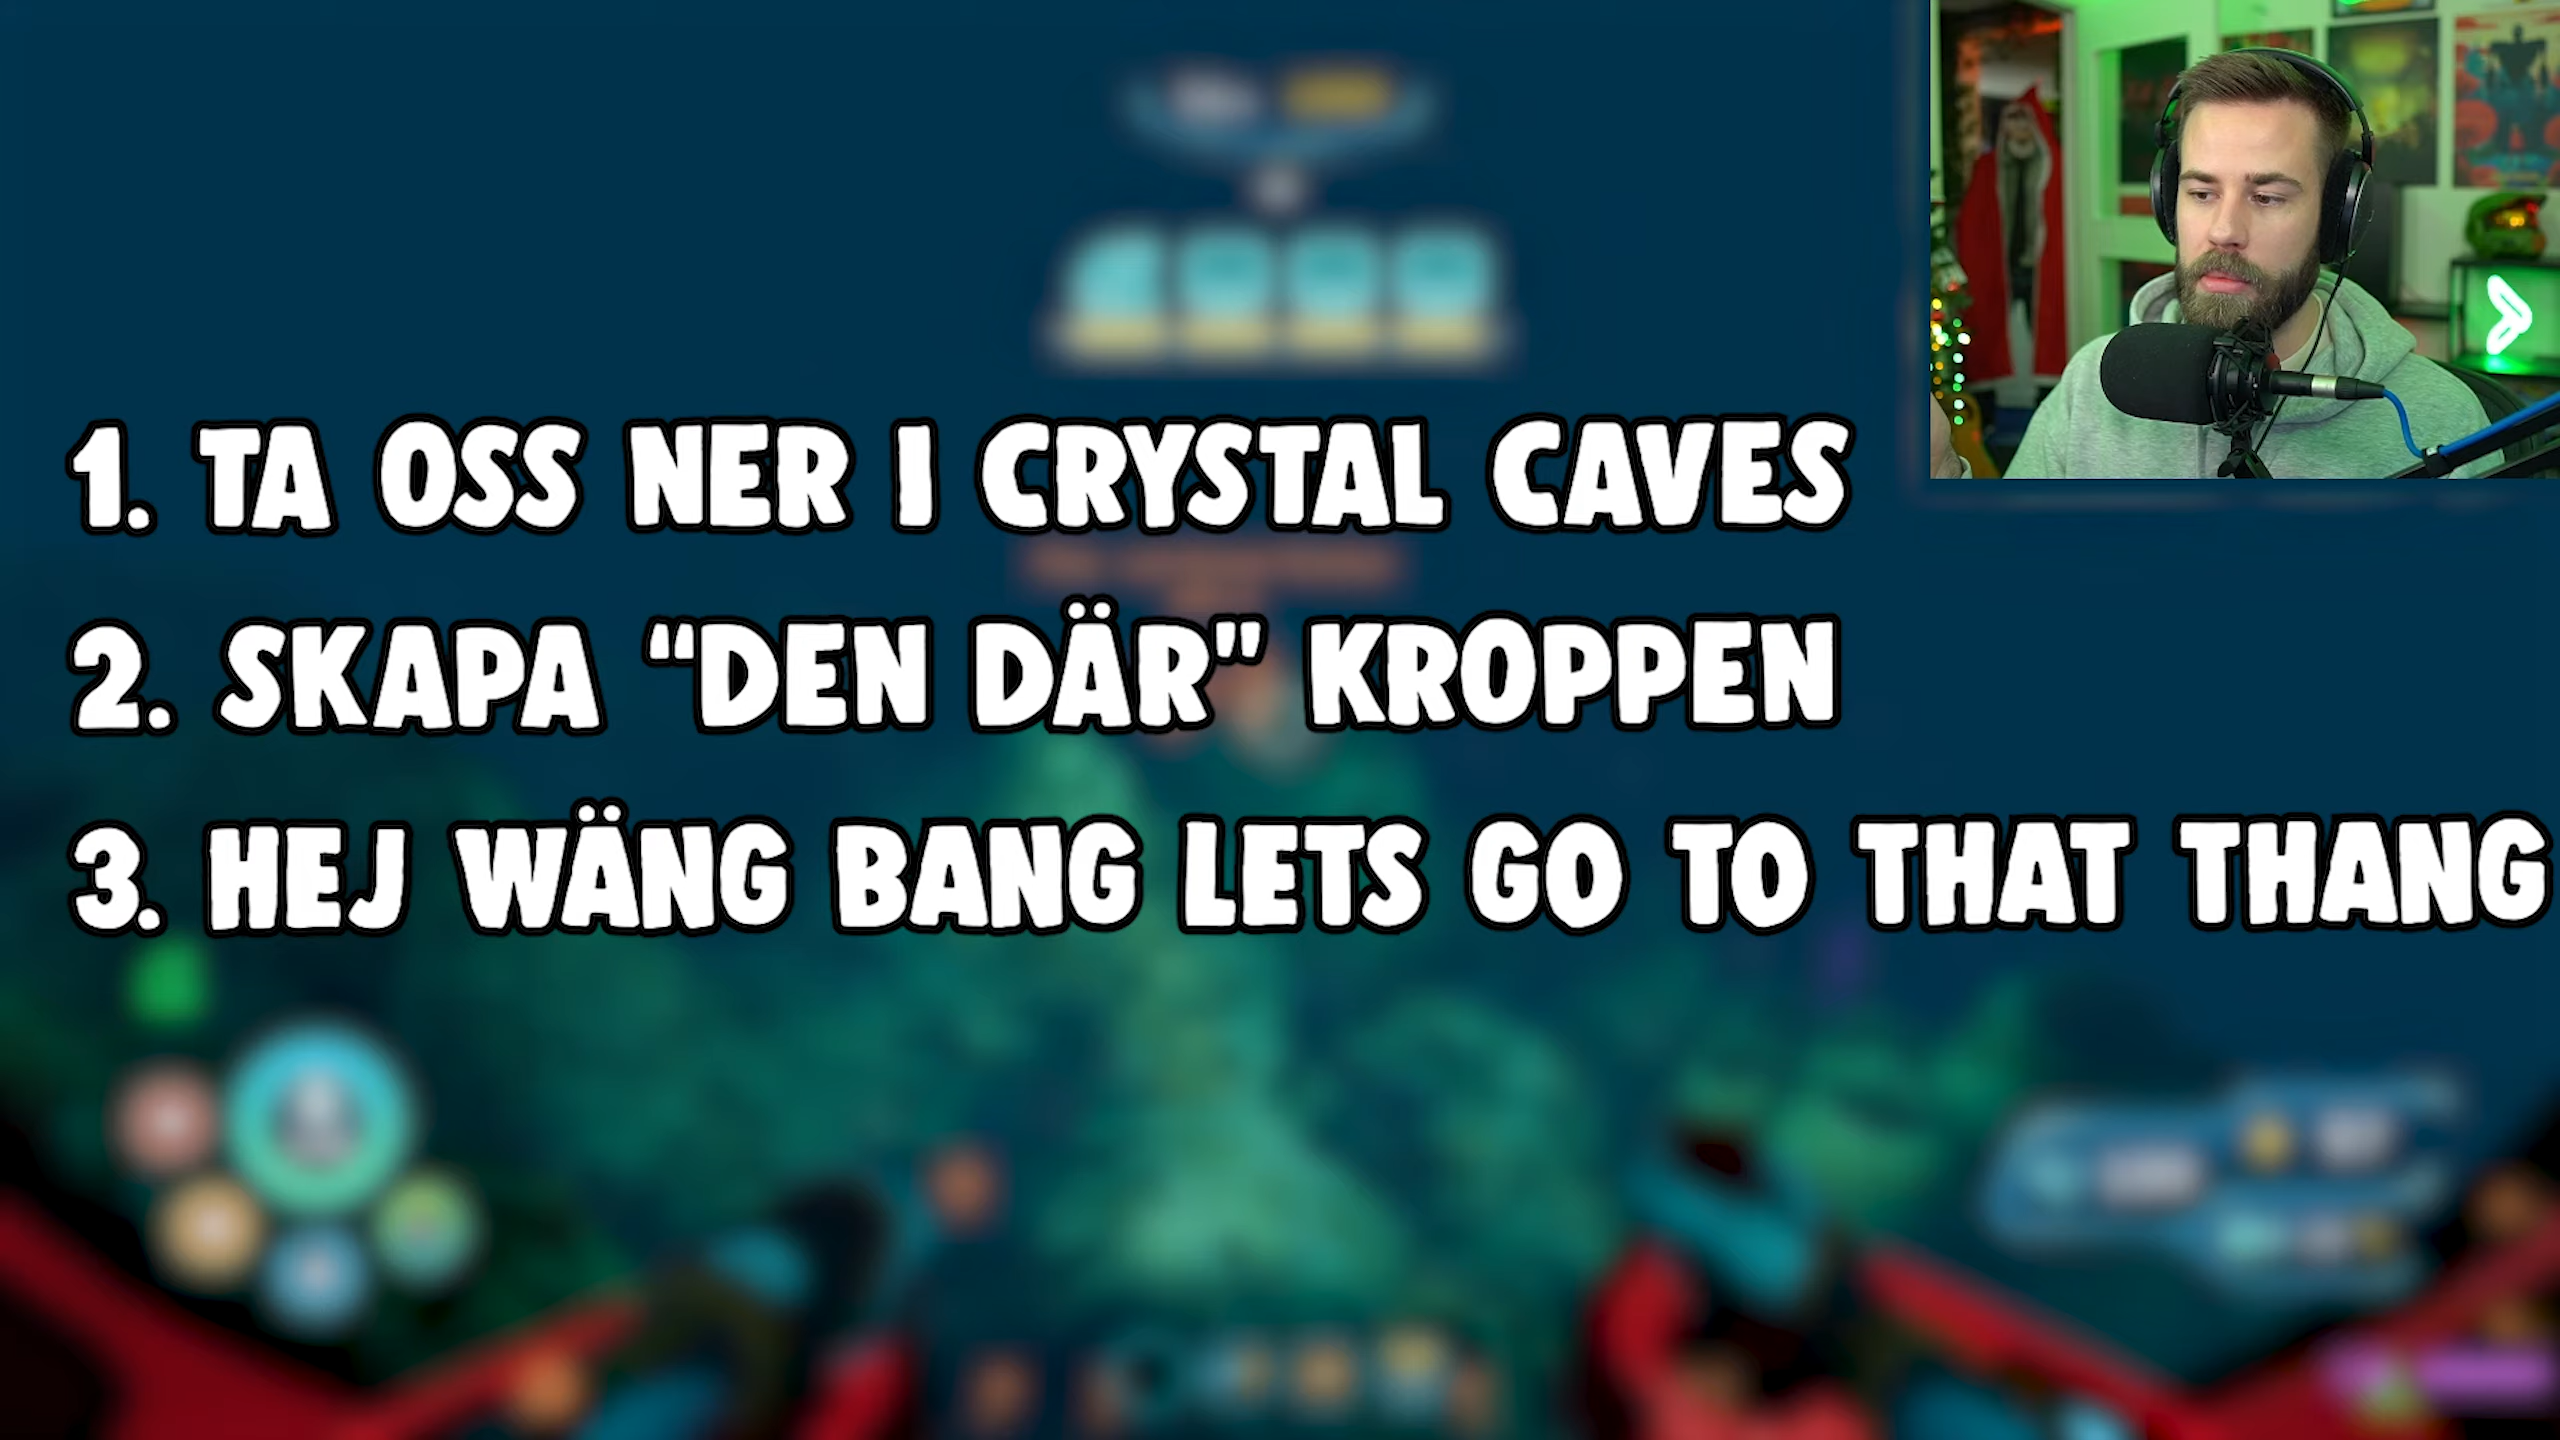 1. TA OSS NER I CRYSTAL CAVES
2. SKAPA “DEN DÄR” KROPPEN
3. HEJ WÄNG BANG LETS GO TO THAT THANG